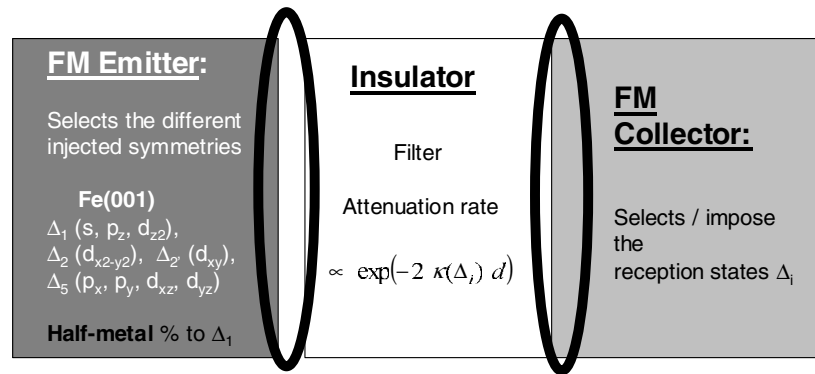 FM Emitter:
Selects the different
injected symmetries
Fe(001)
Δ₁ (s, pz, dz2),
Δ₂ (dx2-y2), Δ₂' (dxy),
Δ₅ (px, py, dxz, dyz)
Half-metal % to Δ₁
Insulator
Filter
Attenuation rate
∝ exp(-2 κ(Δᵢ) d)
FM
Collector:
Selects / impose
the
reception states Δᵢ